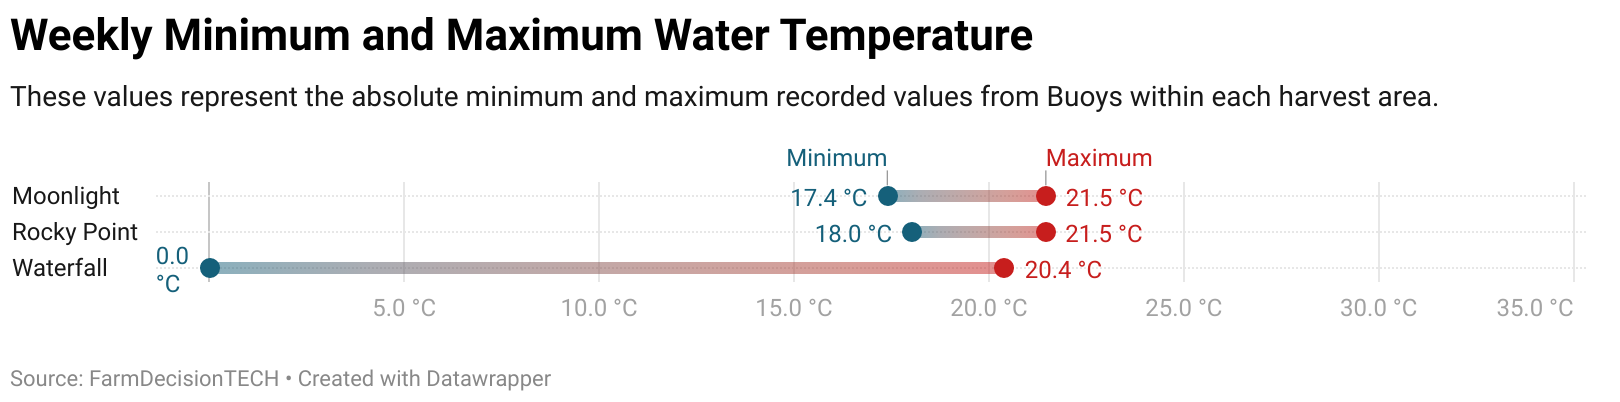 Weekly Minimum and Maximum Water Temperature
These values represent the absolute minimum and maximum recorded values from Buoys within each harvest area.
Minimum Maximum
Moonlight 17.4 °C 21.5 °C
Rocky Point 18.0 °C 21.5 °C
Waterfall 0.0 °C 20.4 °C
5.0 °C 10.0 °C 15.0 °C 20.0 °C 25.0 °C 30.0 °C 35.0 °C
Source: FarmDecisionTECH • Created with Datawrapper